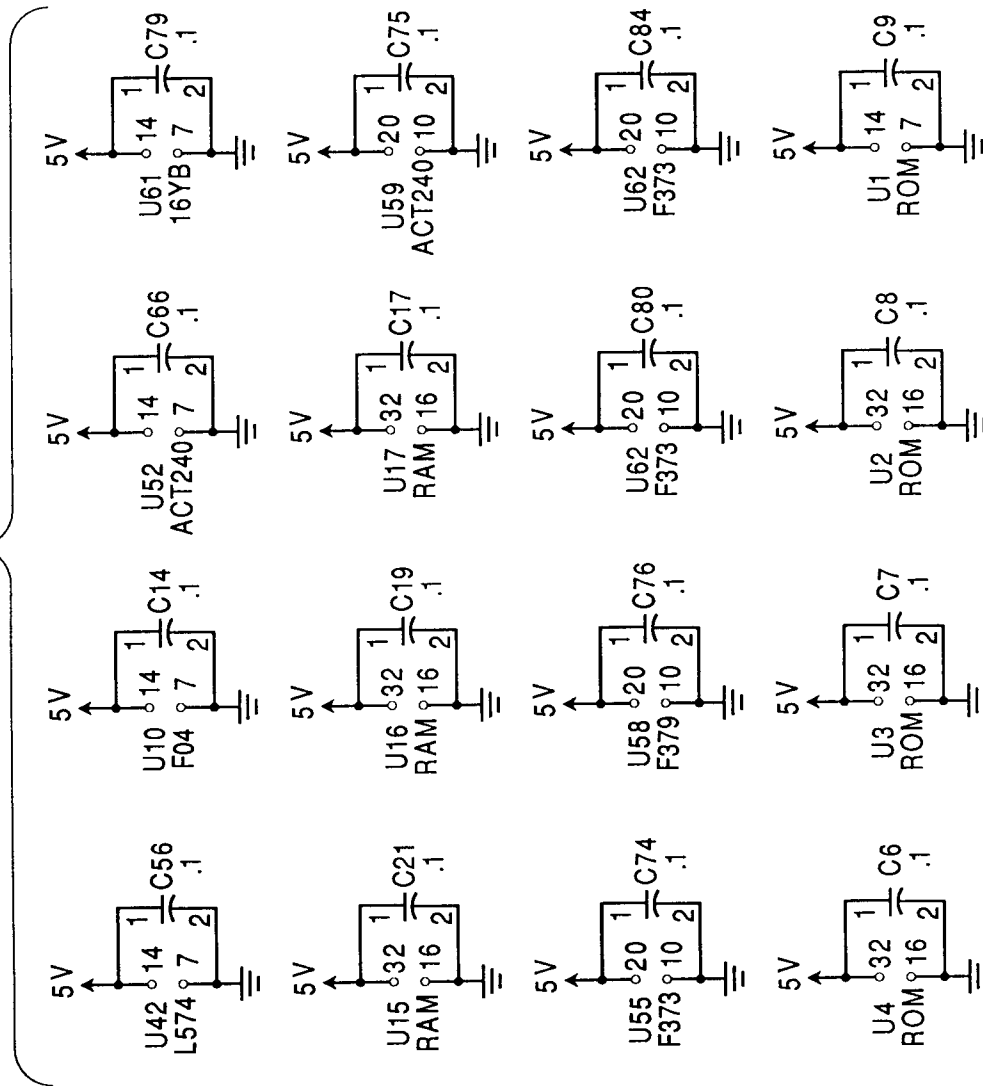 5V
14
7
1
2
U42
L574
C56
.1
5V
14
7
1
2
U10
F04
C14
.1
5V
14
7
1
2
U52
ACT240
C66
.1
5V
14
7
1
2
U61
16YB
C79
.1
5V
32
16
1
2
U15
RAM
C21
.1
5V
32
16
1
2
U16
RAM
C19
.1
5V
32
16
1
2
U17
RAM
C17
.1
5V
20
10
1
2
U59
ACT240
C75
.1
5V
20
10
1
2
U55
F373
C74
.1
5V
20
10
1
2
U58
F379
C76
.1
5V
20
10
1
2
U62
F373
C80
.1
5V
20
10
1
2
U62
F373
C84
.1
5V
32
16
1
2
U4
ROM
C6
.1
5V
32
16
1
2
U3
ROM
C7
.1
5V
32
16
1
2
U2
ROM
C8
.1
5V
14
7
1
2
U1
ROM
C9
.1